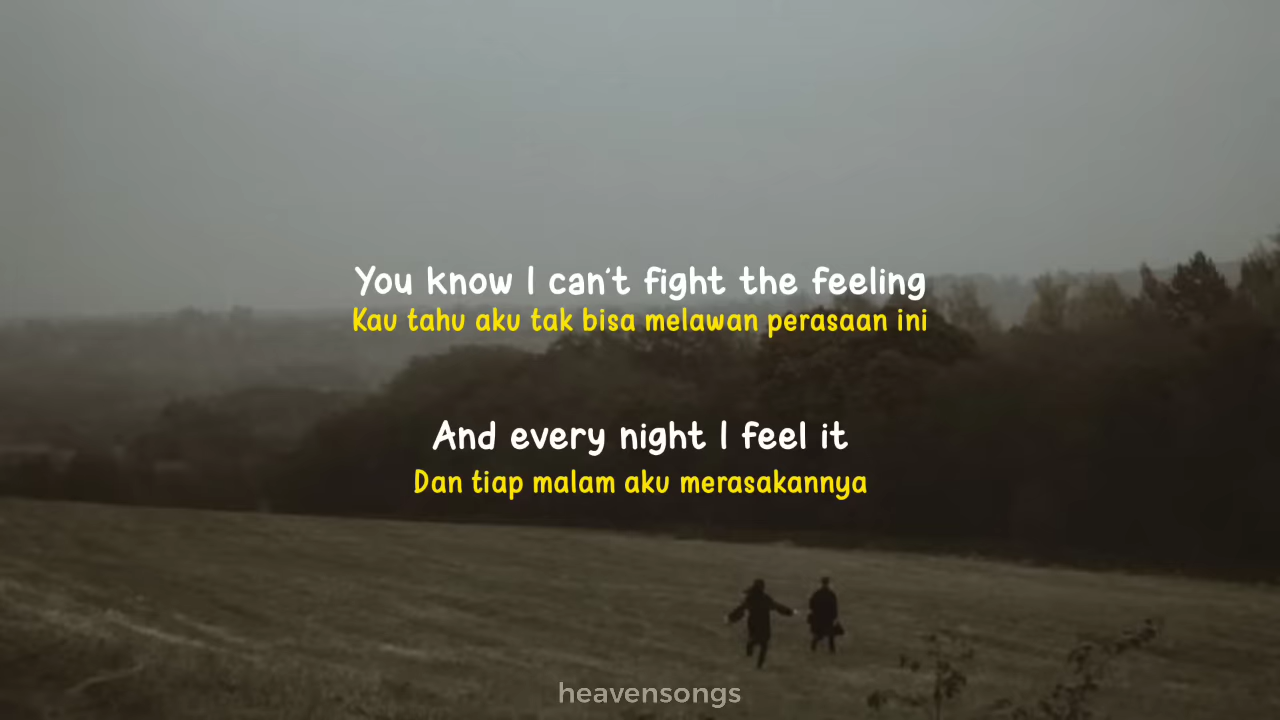 You know I can't fight the feeling
Kau tahu aku tak bisa melawan perasaan ini
And every night I feel it
Dan tiap malam aku merasakannya
heavensongs